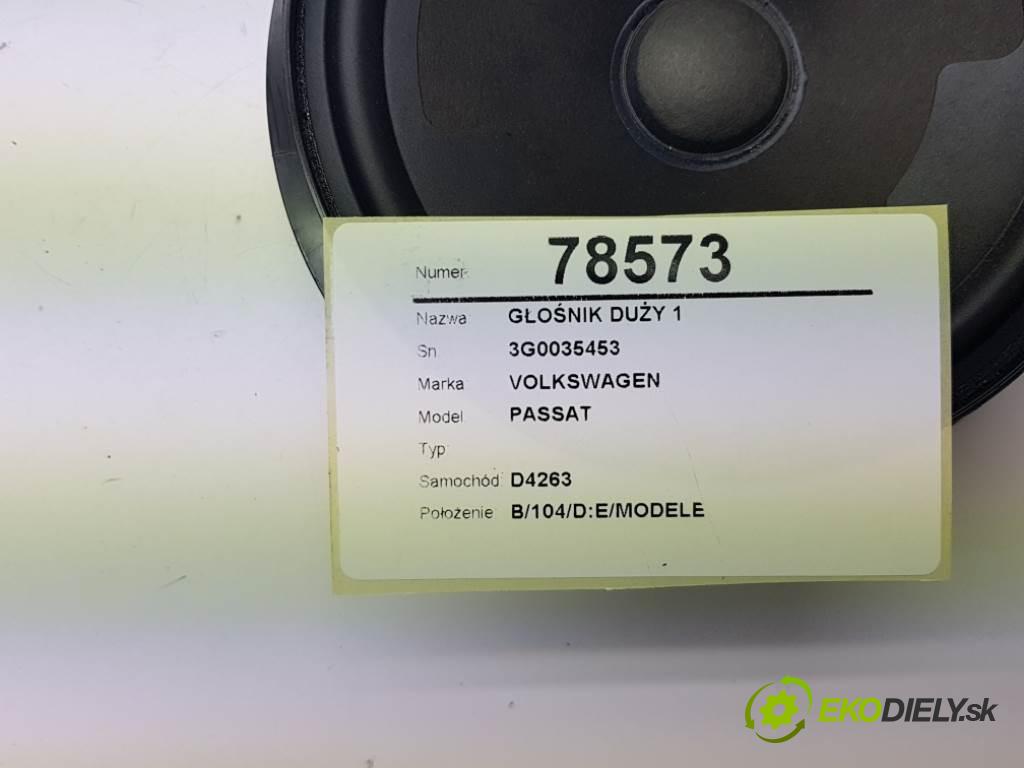 Numer 78573
Nazwa GŁOŚNIK DUŻY 1
Sn 3G0035453
Marka VOLKSWAGEN
Model PASSAT
Typ
Samochód D4263
Położenie B/104/D:E/MODELE
EKODIELY.sk